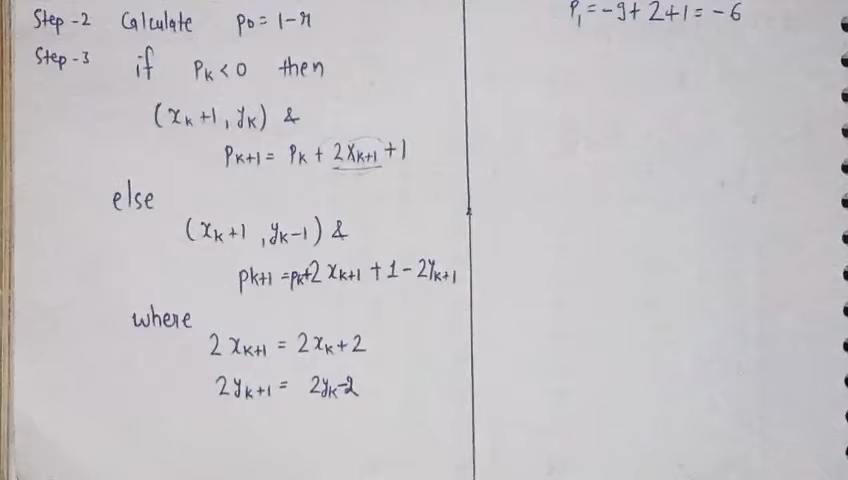 Step-2 Calculate p₀ = 1-r
Step-3 if Pₖ < 0 then
(xₖ+1, yₖ) &
Pₖ₊₁ = Pₖ + 2Xₖ₊₁ + 1
else
(xₖ+1, yₖ-1) &
pk+1 = pₖ+2xₖ₊₁ + 1 - 2yₖ₊₁
where
2xₖ₊₁ = 2xₖ+2
2yₖ₊₁ = 2yₖ-2
P₁ = -9+2+1 = -6